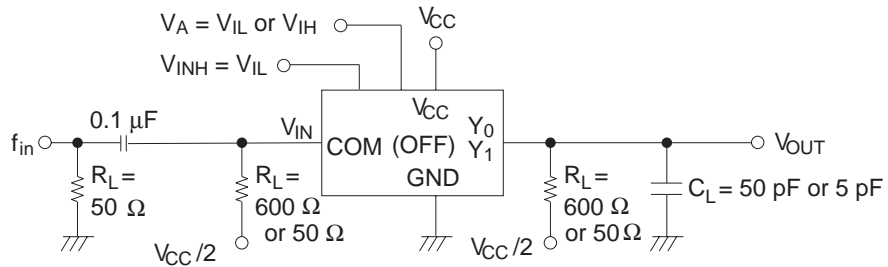 V_A = V_IL or V_IH
V_CC
V_INH = V_IL
f_in
0.1 μF
V_IN
V_CC
COM (OFF)
Y_0
Y_1
GND
V_OUT
R_L =
50 Ω
R_L =
600 Ω
or 50 Ω
V_CC/2
R_L =
600 Ω
or 50 Ω
V_CC/2
C_L = 50 pF or 5 pF